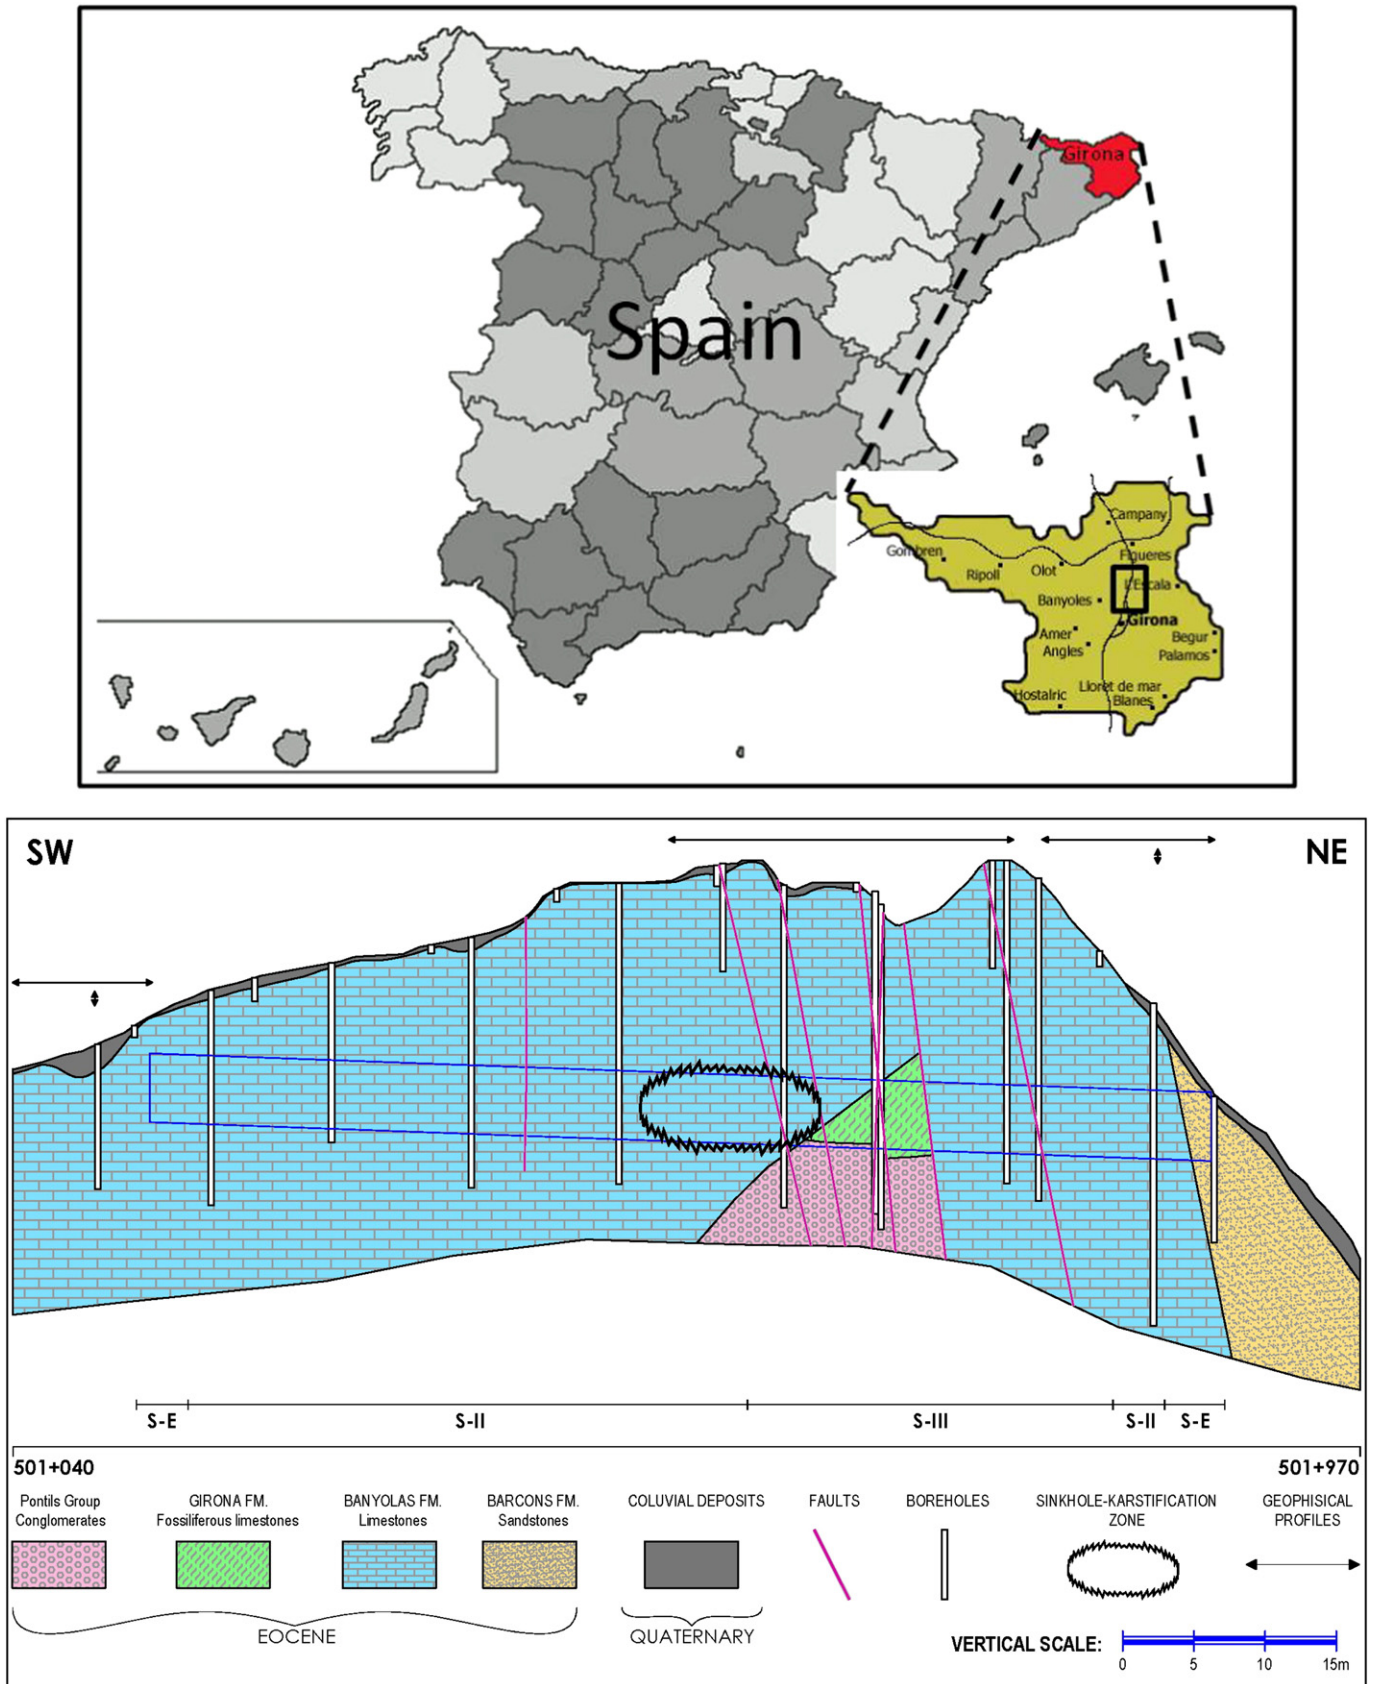 Girona
Spain
Campany
Figueres
Gombren
Ripoll
Olot
L'Escala
Banyoles
Girona
Amer
Angles
Begur
Palamos
Lloret de mar
Hostalric
Blanes
SW
NE
S-E
S-II
S-III
S-II
S-E
501+040
501+970
Pontils Group
Conglomerates
GIRONA FM.
Fossiliferous limestones
BANYOLAS FM.
Limestones
BARCONS FM.
Sandstones
COLUVIAL DEPOSITS
FAULTS
BOREHOLES
SINKHOLE-KARSTIFICATION
ZONE
GEOPHISICAL
PROFILES
EOCENE
QUATERNARY
VERTICAL SCALE:
0 5 10 15m